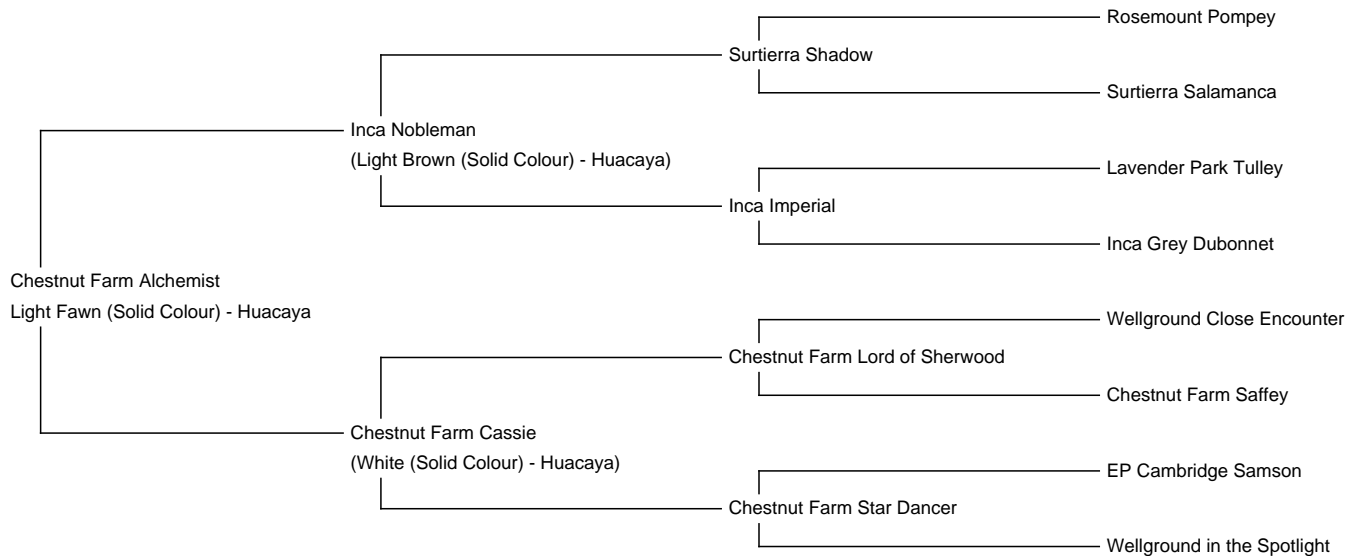 Rosemount Pompey
Surtierra Shadow
Surtierra Salamanca
Inca Nobleman
(Light Brown (Solid Colour) - Huacaya)
Lavender Park Tulley
Inca Imperial
Inca Grey Dubonnet
Chestnut Farm Alchemist
Light Fawn (Solid Colour) - Huacaya
Wellground Close Encounter
Chestnut Farm Lord of Sherwood
Chestnut Farm Saffey
Chestnut Farm Cassie
(White (Solid Colour) - Huacaya)
EP Cambridge Samson
Chestnut Farm Star Dancer
Wellground in the Spotlight